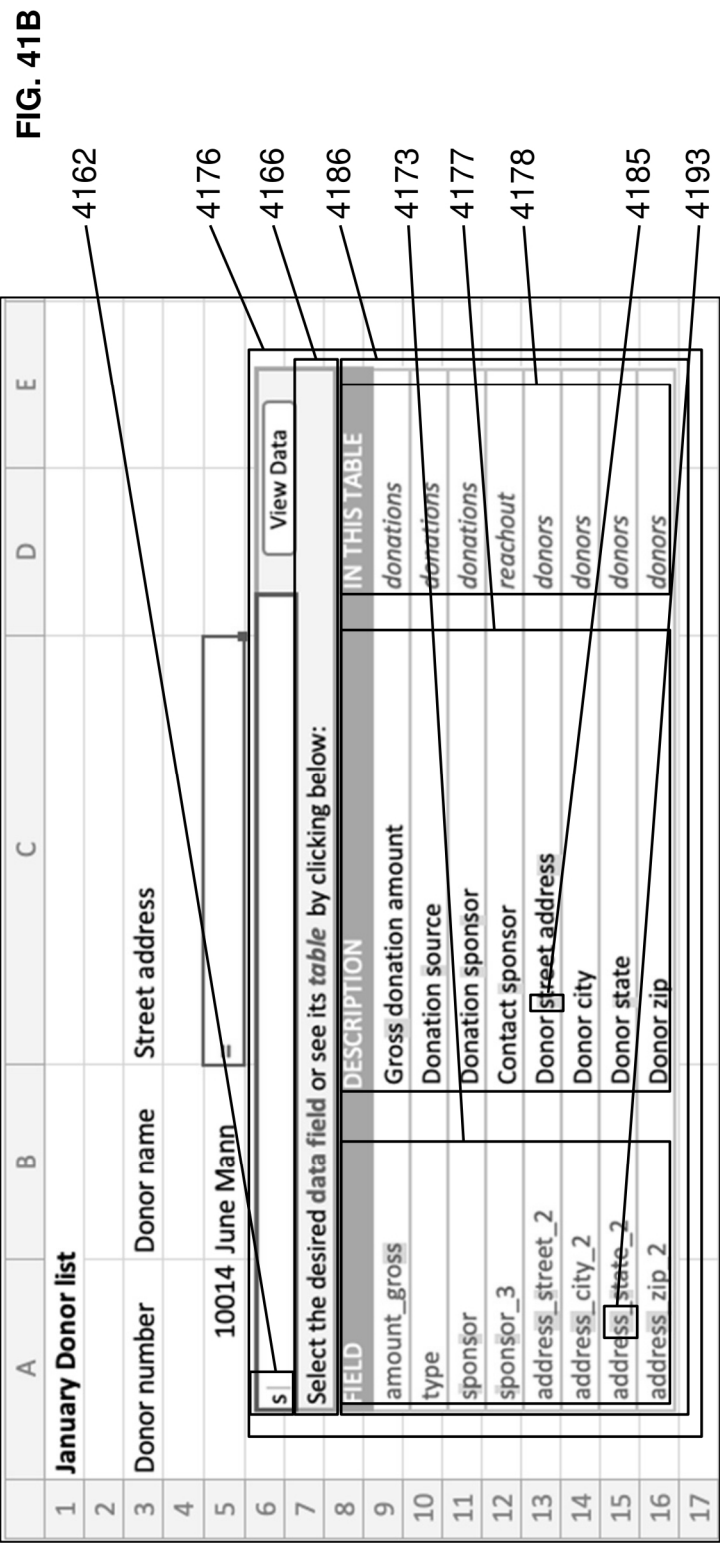 FIG. 41B
4162
4176
4166
4186
4173
4177
4178
4185
4193
A B C D E
1 January Donor list
2
3 Donor number Donor name Street address
4
5 10014 June Mann =
6 s View Data
7 Select the desired data field or see its table by clicking below:
8 FIELD DESCRIPTION IN THIS TABLE
9 amount_gross Gross donation amount donations
10 type Donation source donations
11 sponsor Donation sponsor donations
12 sponsor_3 Contact sponsor reachout
13 address_street_2 Donor street address donors
14 address_city_2 Donor city donors
15 address_state_2 Donor state donors
16 address_zip_2 Donor zip donors
17